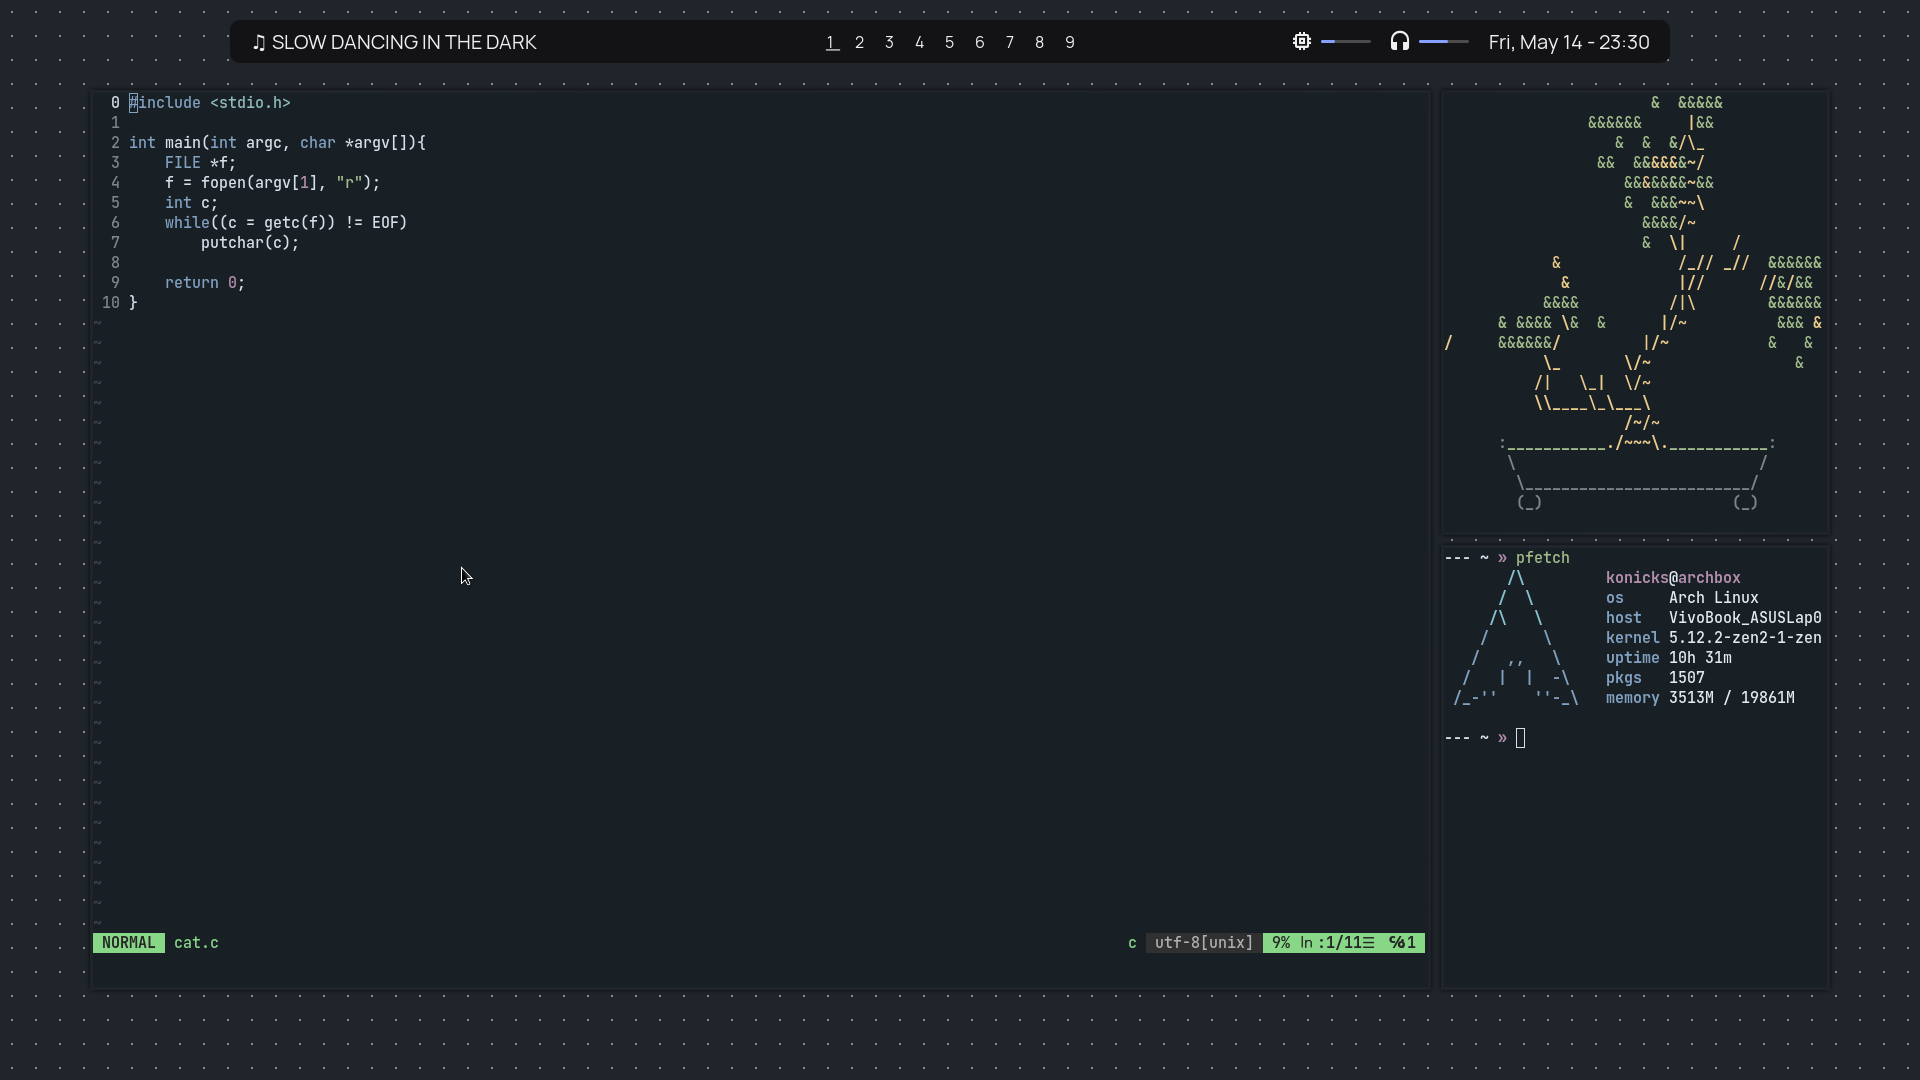 ♫ SLOW DANCING IN THE DARK
1 2 3 4 5 6 7 8 9
Fri, May 14 - 23:30
0 #include <stdio.h>
1
2 int main(int argc, char *argv[]){
3     FILE *f;
4     f = fopen(argv[1], "r");
5     int c;
6     while((c = getc(f)) != EOF)
7         putchar(c);
8
9     return 0;
10 }
NORMAL cat.c
c utf-8[unix] 9% ln :1/11☰ ℅1
--- ~ » pfetch
konicks@archbox
os Arch Linux
host VivoBook_ASUSLap0
kernel 5.12.2-zen2-1-zen
uptime 10h 31m
pkgs 1507
memory 3513M / 19861M
--- ~ »